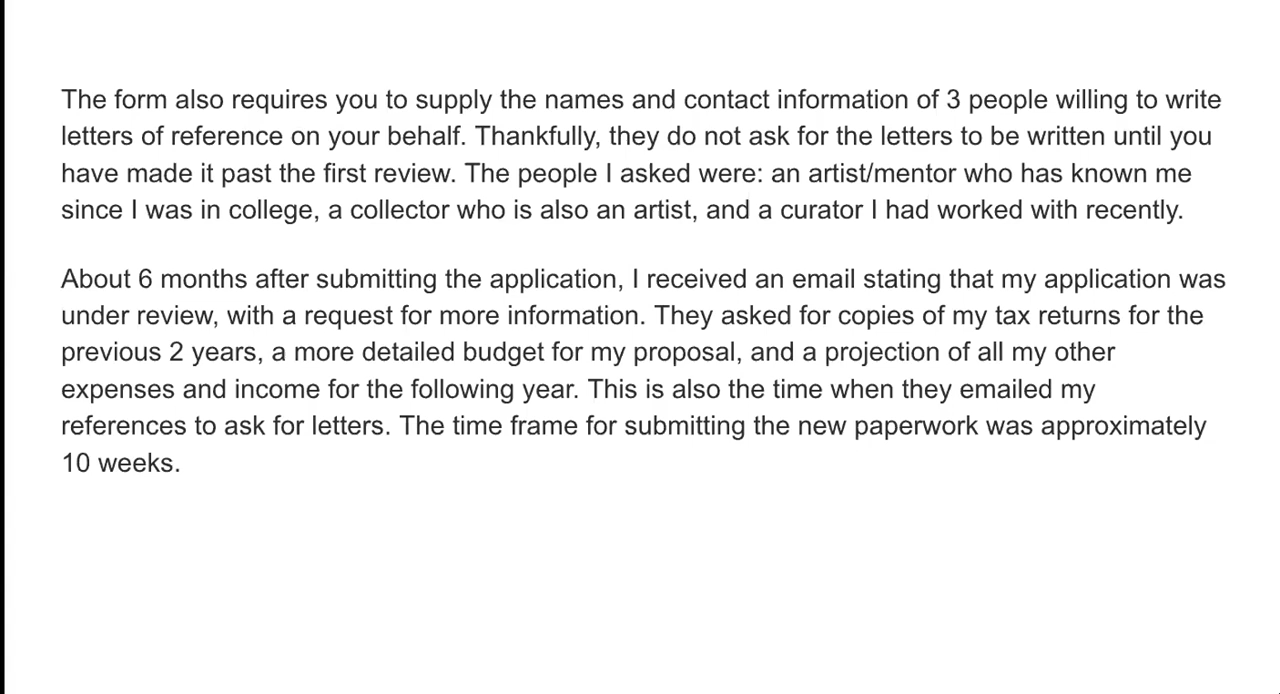 The form also requires you to supply the names and contact information of 3 people willing to write
letters of reference on your behalf. Thankfully, they do not ask for the letters to be written until you
have made it past the first review. The people I asked were: an artist/mentor who has known me
since I was in college, a collector who is also an artist, and a curator I had worked with recently.
About 6 months after submitting the application, I received an email stating that my application was
under review, with a request for more information. They asked for copies of my tax returns for the
previous 2 years, a more detailed budget for my proposal, and a projection of all my other
expenses and income for the following year. This is also the time when they emailed my
references to ask for letters. The time frame for submitting the new paperwork was approximately
10 weeks.